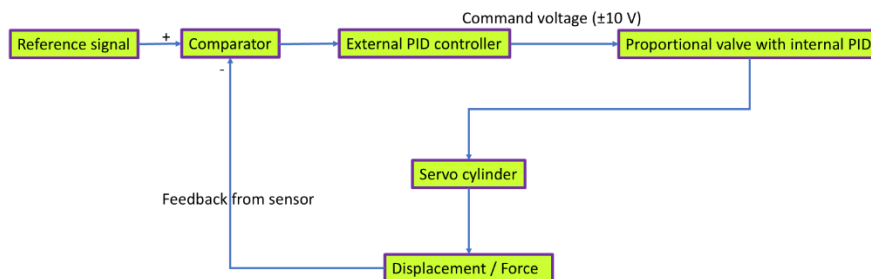 Command voltage (±10 V)
Reference signal
+
Comparator
External PID controller
Proportional valve with internal PID
-
Servo cylinder
Feedback from sensor
Displacement / Force